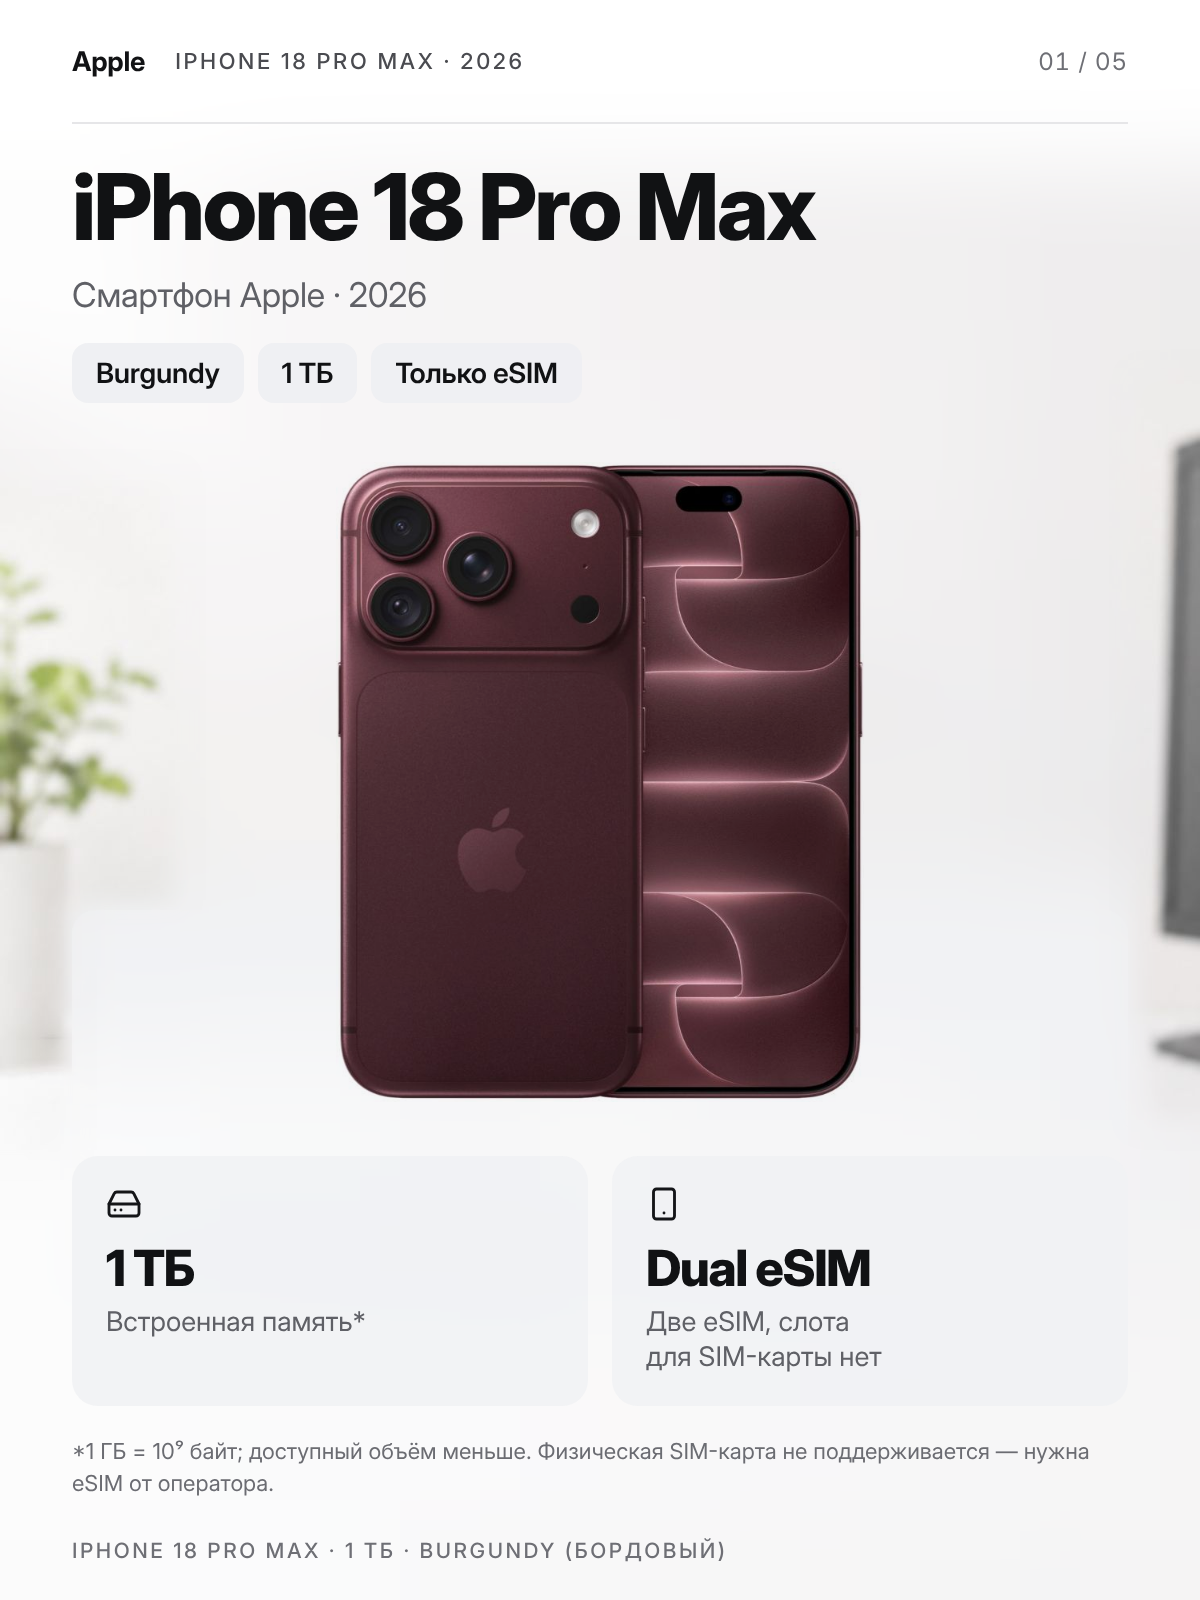 Apple IPHONE 18 PRO MAX · 2026 01 / 05
iPhone 18 Pro Max
Смартфон Apple · 2026
Burgundy 1 ТБ Только eSIM
1 ТБ
Встроенная память*
Dual eSIM
Две eSIM, слота
для SIM-карты нет
*1 ГБ = 10⁹ байт; доступный объём меньше. Физическая SIM-карта не поддерживается — нужна
eSIM от оператора.
IPHONE 18 PRO MAX · 1 ТБ · BURGUNDY (БОРДОВЫЙ)